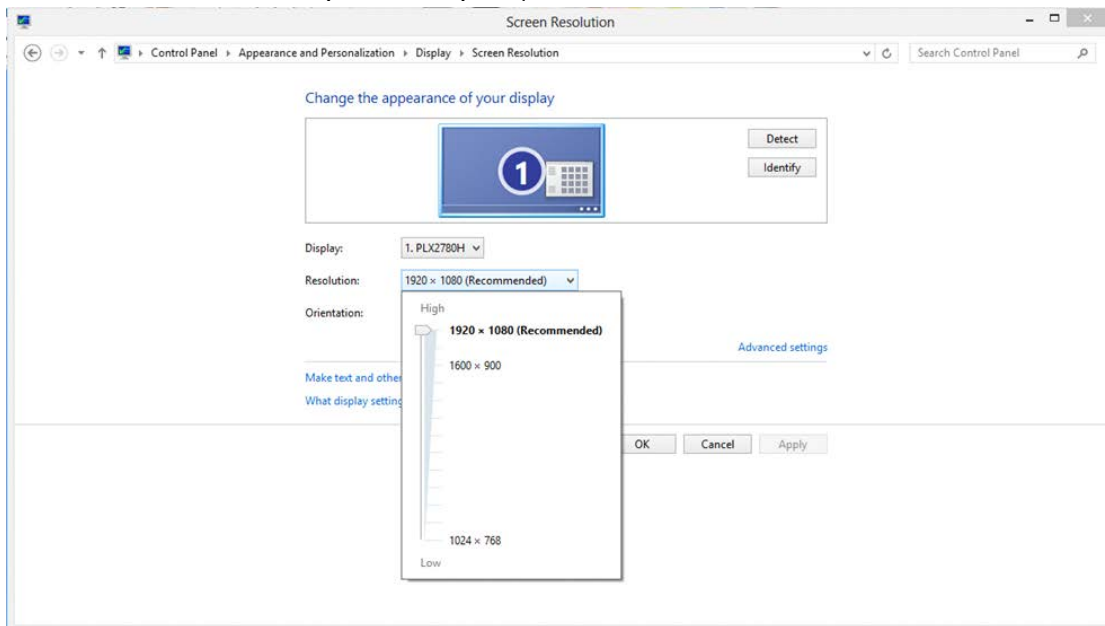 Screen Resolution
Control Panel ▸ Appearance and Personalization ▸ Display ▸ Screen Resolution
Search Control Panel
Change the appearance of your display
1
Detect
Identify
Display: 1. PLX2780H
Resolution: 1920 × 1080 (Recommended)
Orientation:
High
1920 × 1080 (Recommended)
1600 × 900
1024 × 768
Low
Advanced settings
Make text and other
What display setting
OK Cancel Apply